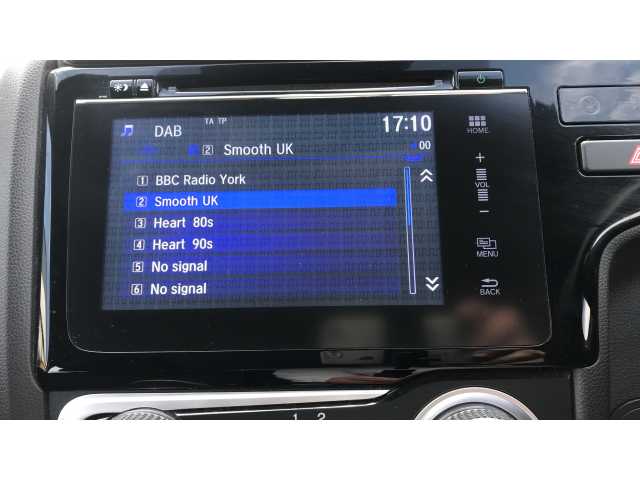 DAB TA TP 17:10
2 Smooth UK 00
1 BBC Radio York
2 Smooth UK
3 Heart 80s
4 Heart 90s
5 No signal
6 No signal
HOME
+
VOL
−
MENU
BACK
1 2